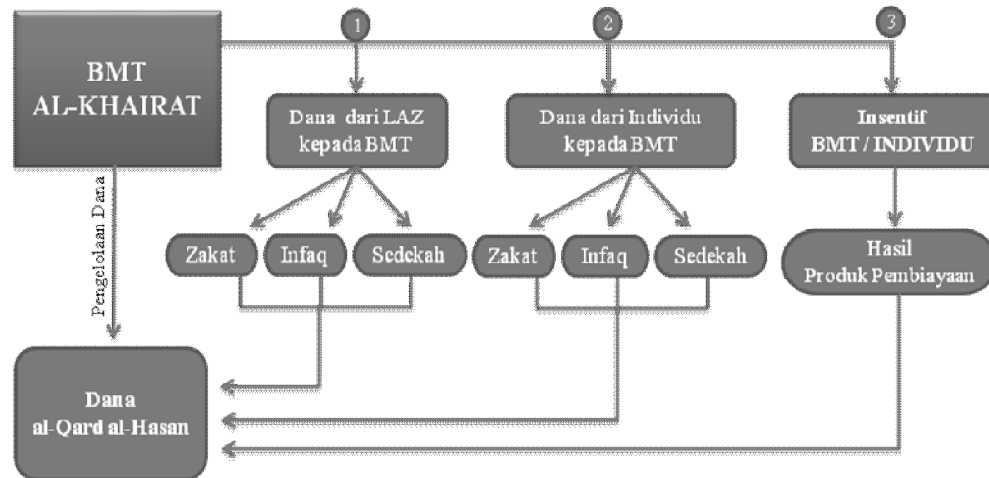 BMT
AL-KHAIRAT
1
2
3
Dana dari LAZ
kepada BMT
Dana dari Individu
kepada BMT
Insentif
BMT / INDIVIDU
Pengelolaan Dana
Zakat
Infaq
Sedekah
Zakat
Infaq
Sedekah
Hasil
Produk Pembiayaan
Dana
al-Qard al-Hasan